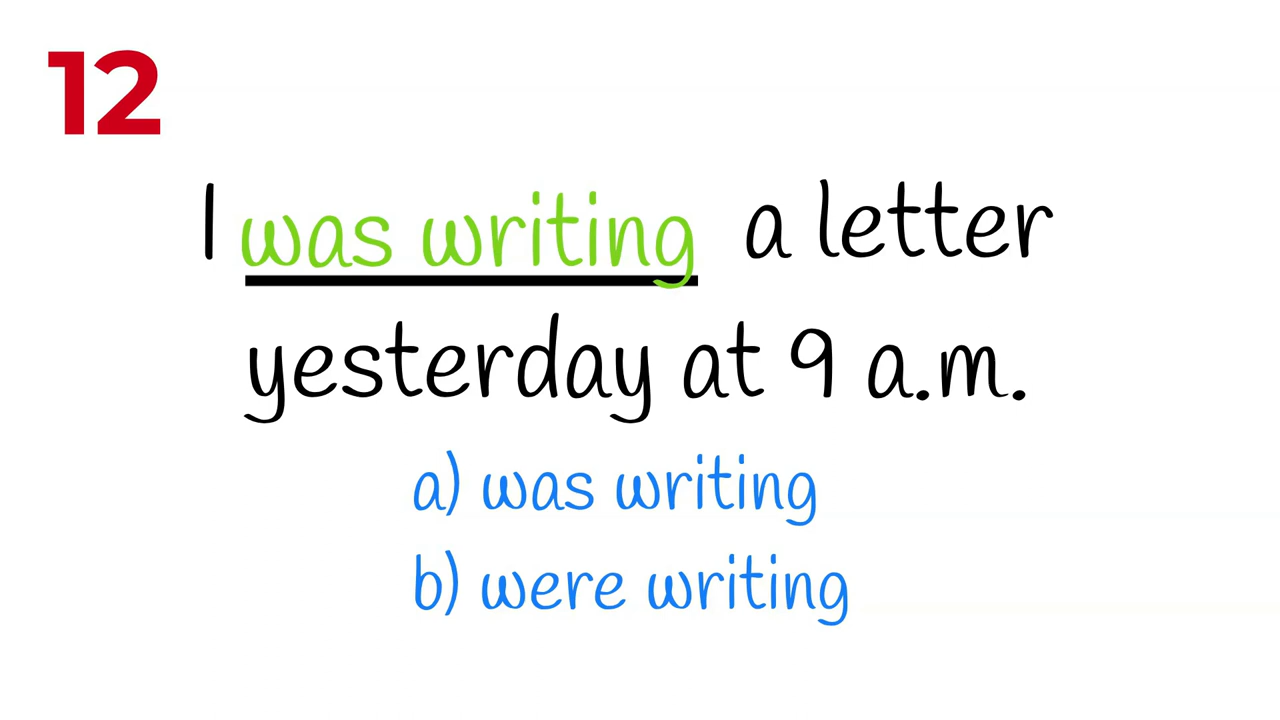 12
I was writing a letter
yesterday at 9 a.m.
a) was writing
b) were writing